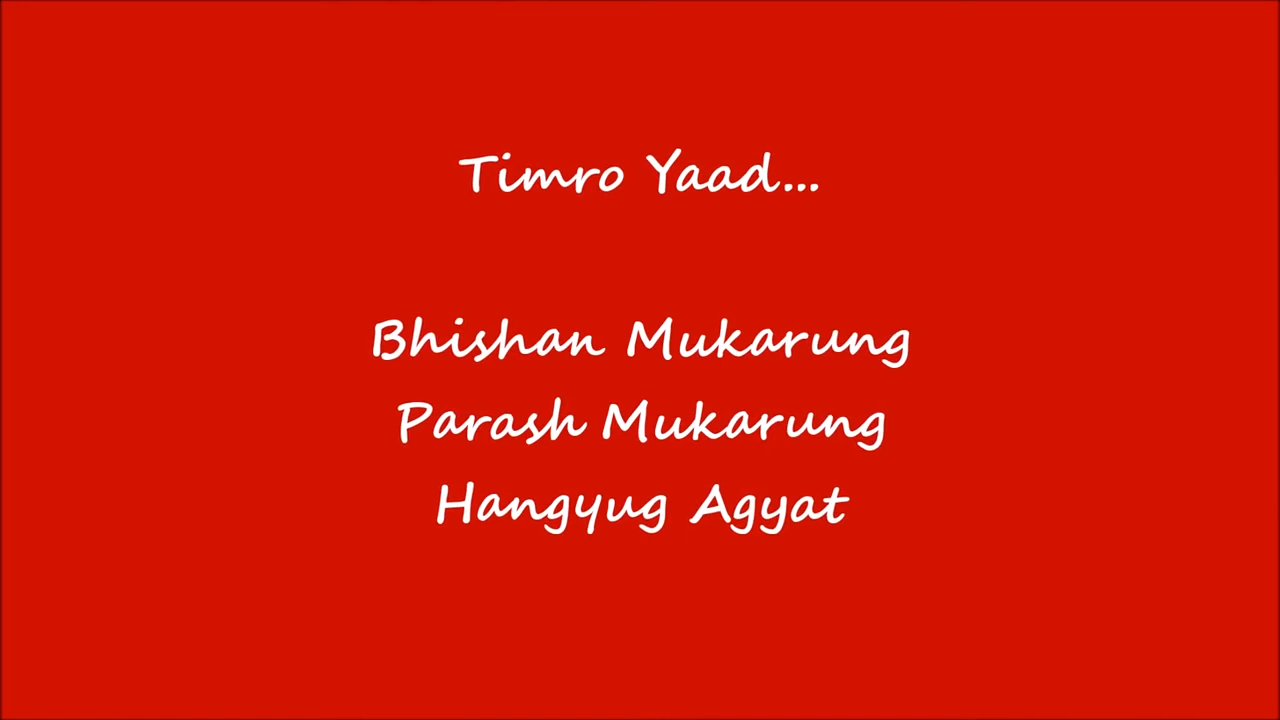 Timro Yaad...
Bhishan Mukarung
Parash Mukarung
Hangyug Agyat